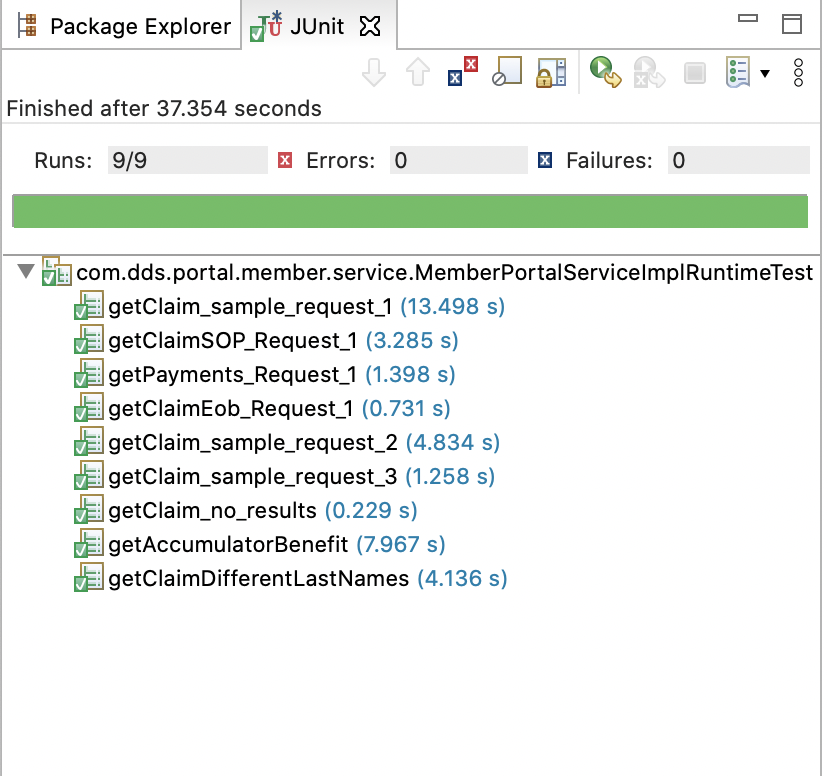 Package Explorer JUnit
Finished after 37.354 seconds
Runs: 9/9 Errors: 0 Failures: 0
com.dds.portal.member.service.MemberPortalServiceImplRuntimeTest
getClaim_sample_request_1 (13.498 s)
getClaimSOP_Request_1 (3.285 s)
getPayments_Request_1 (1.398 s)
getClaimEob_Request_1 (0.731 s)
getClaim_sample_request_2 (4.834 s)
getClaim_sample_request_3 (1.258 s)
getClaim_no_results (0.229 s)
getAccumulatorBenefit (7.967 s)
getClaimDifferentLastNames (4.136 s)